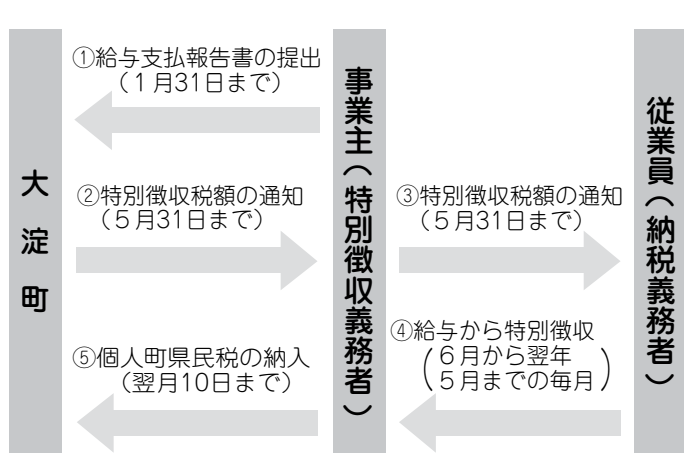 大淀町
①給与支払報告書の提出
（１月31日まで）
②特別徴収税額の通知
（５月31日まで）
⑤個人町県民税の納入
（翌月10日まで）
事業主（特別徴収義務者）
③特別徴収税額の通知
（５月31日まで）
④給与から特別徴収
（６月から翌年
５月までの毎月）
従業員（納税義務者）